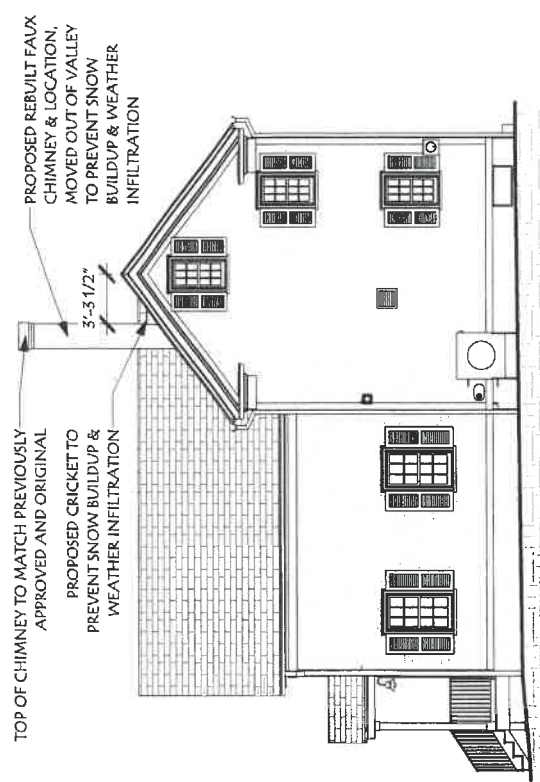 TOP OF CHIMNEY TO MATCH PREVIOUSLY
APPROVED AND ORIGINAL
PROPOSED CRICKET TO
PREVENT SNOW BUILDUP &
WEATHER INFILTRATION
3'-3 1/2"
PROPOSED REBUILT FAUX
CHIMNEY & LOCATION,
MOVED OUT OF VALLEY
TO PREVENT SNOW
BUILDUP & WEATHER
INFILTRATION